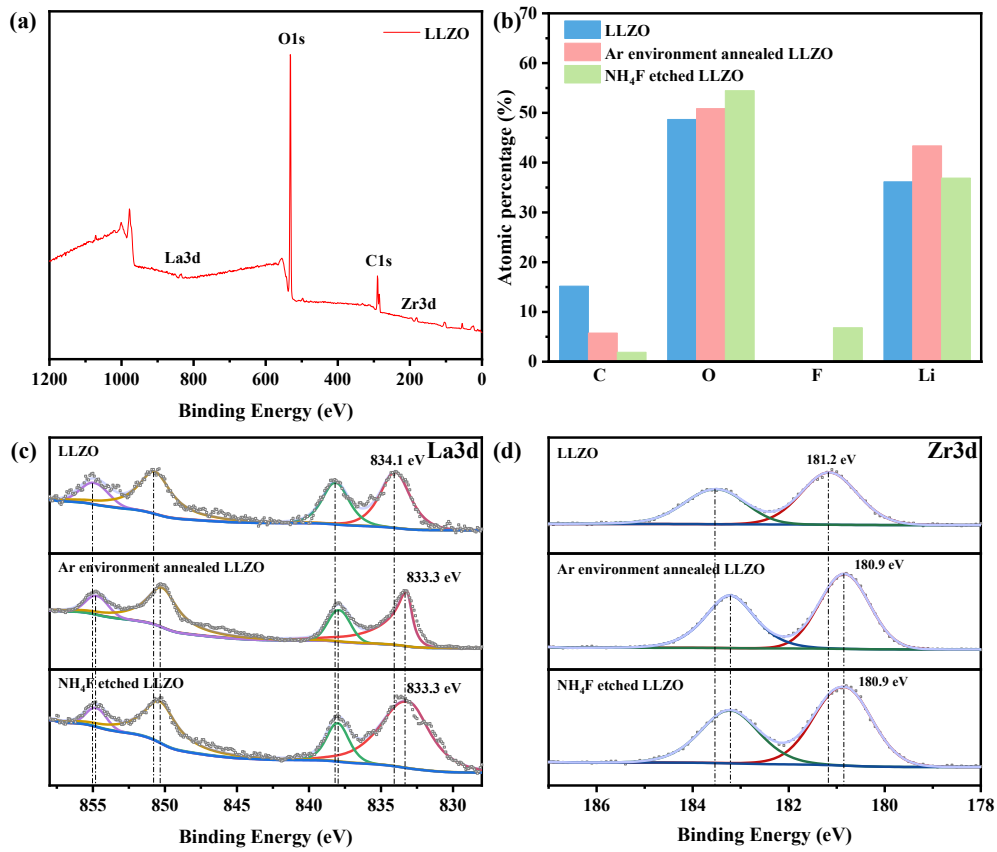 (a)
LLZO
O1s
La3d
C1s
Zr3d
1200 1000 800 600 400 200 0
Binding Energy (eV)
(b)
LLZO
Ar environment annealed LLZO
NH₄F etched LLZO
Atomic percentage (%)
70
60
50
40
30
20
10
0
C O F Li
(c)
La3d
LLZO
834.1 eV
Ar environment annealed LLZO
833.3 eV
NH₄F etched LLZO
833.3 eV
855 850 845 840 835 830
Binding Energy (eV)
(d)
Zr3d
LLZO
181.2 eV
Ar environment annealed LLZO
180.9 eV
NH₄F etched LLZO
180.9 eV
186 184 182 180 178
Binding Energy (eV)